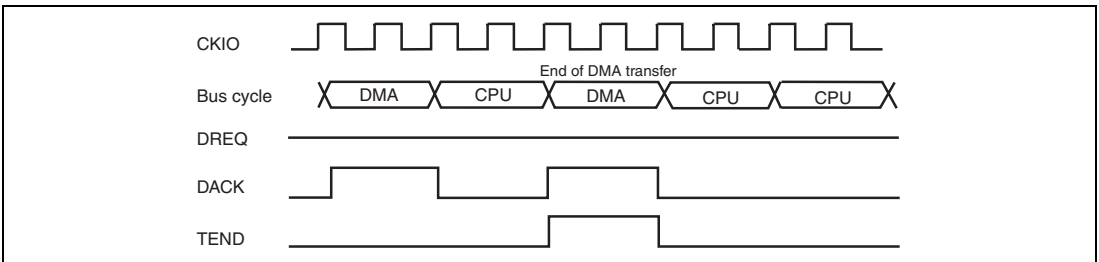 CKIO
End of DMA transfer
Bus cycle DMA CPU DMA CPU CPU
DREQ
DACK
TEND